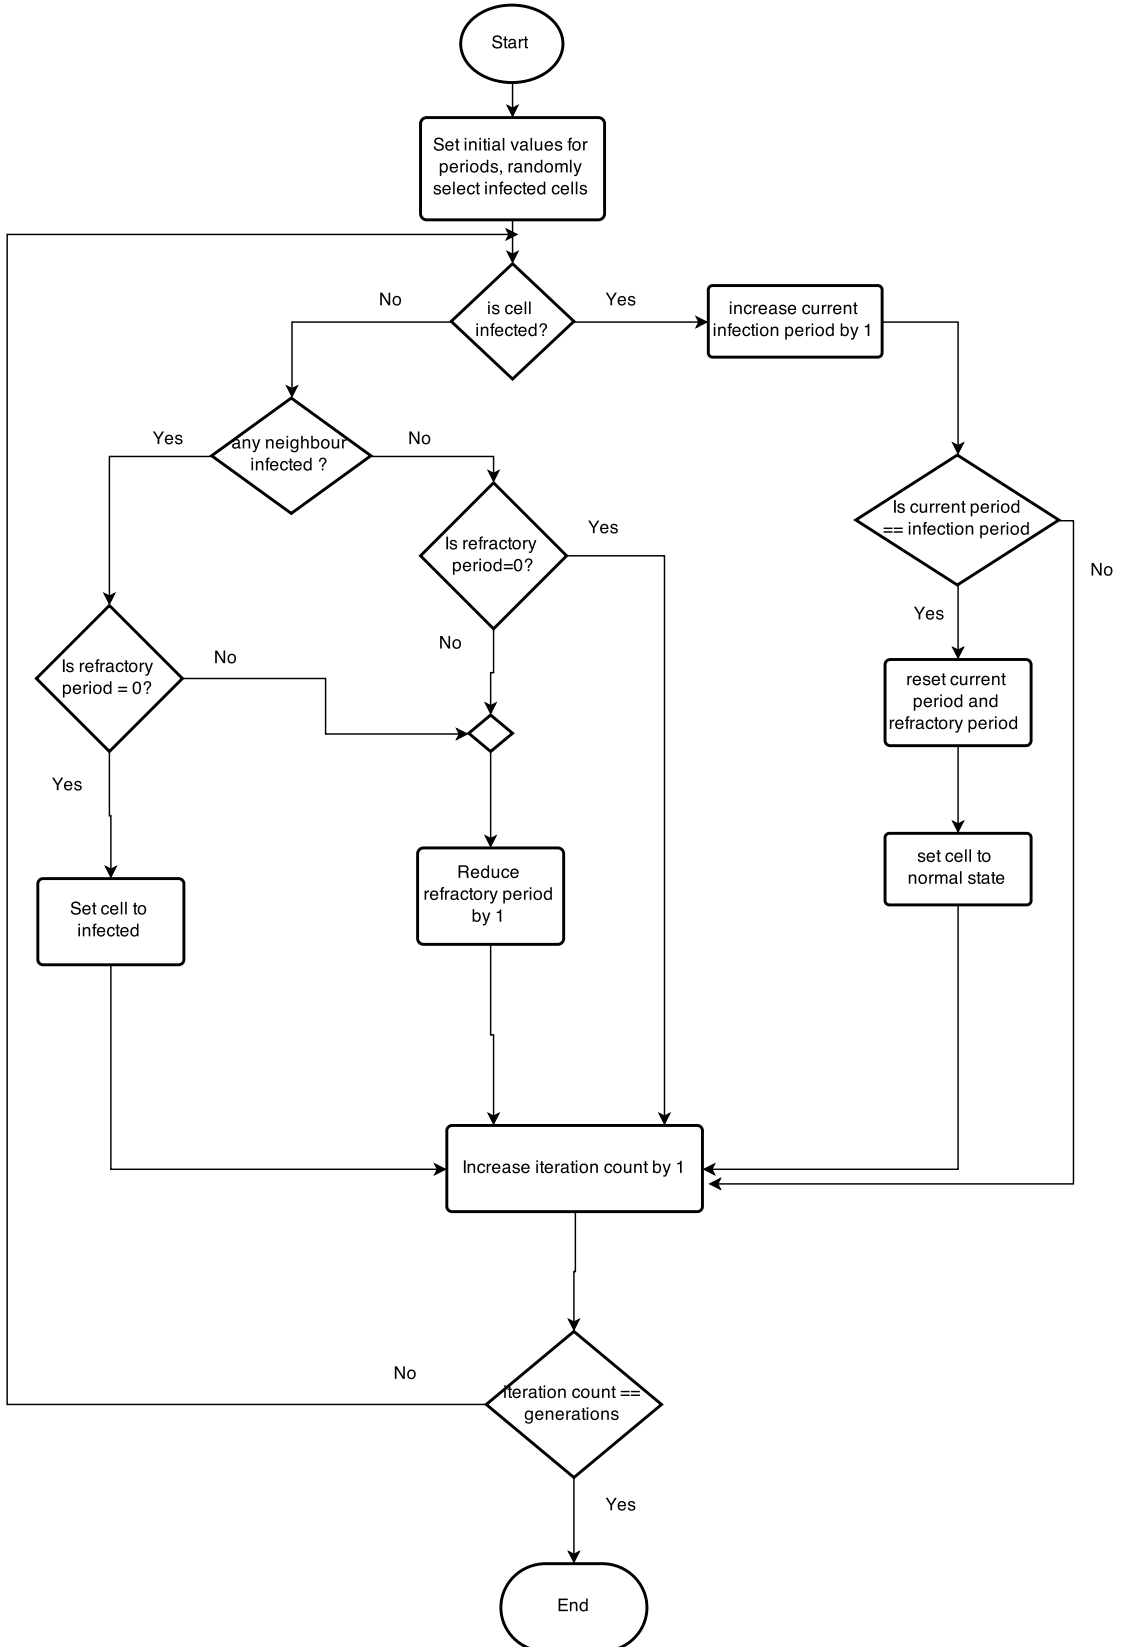 Start
Set initial values for
periods, randomly
select infected cells
No
Yes
is cell
infected?
increase current
infection period by 1
Yes
any neighbour
infected ?
No
Is refractory
period=0?
Yes
Is current period
== infection period
No
No
Yes
Is refractory
period = 0?
No
reset current
period and
refractory period
Yes
set cell to
normal state
Reduce
refractory period
by 1
Set cell to
infected
Increase iteration count by 1
No
Iteration count ==
generations
Yes
End